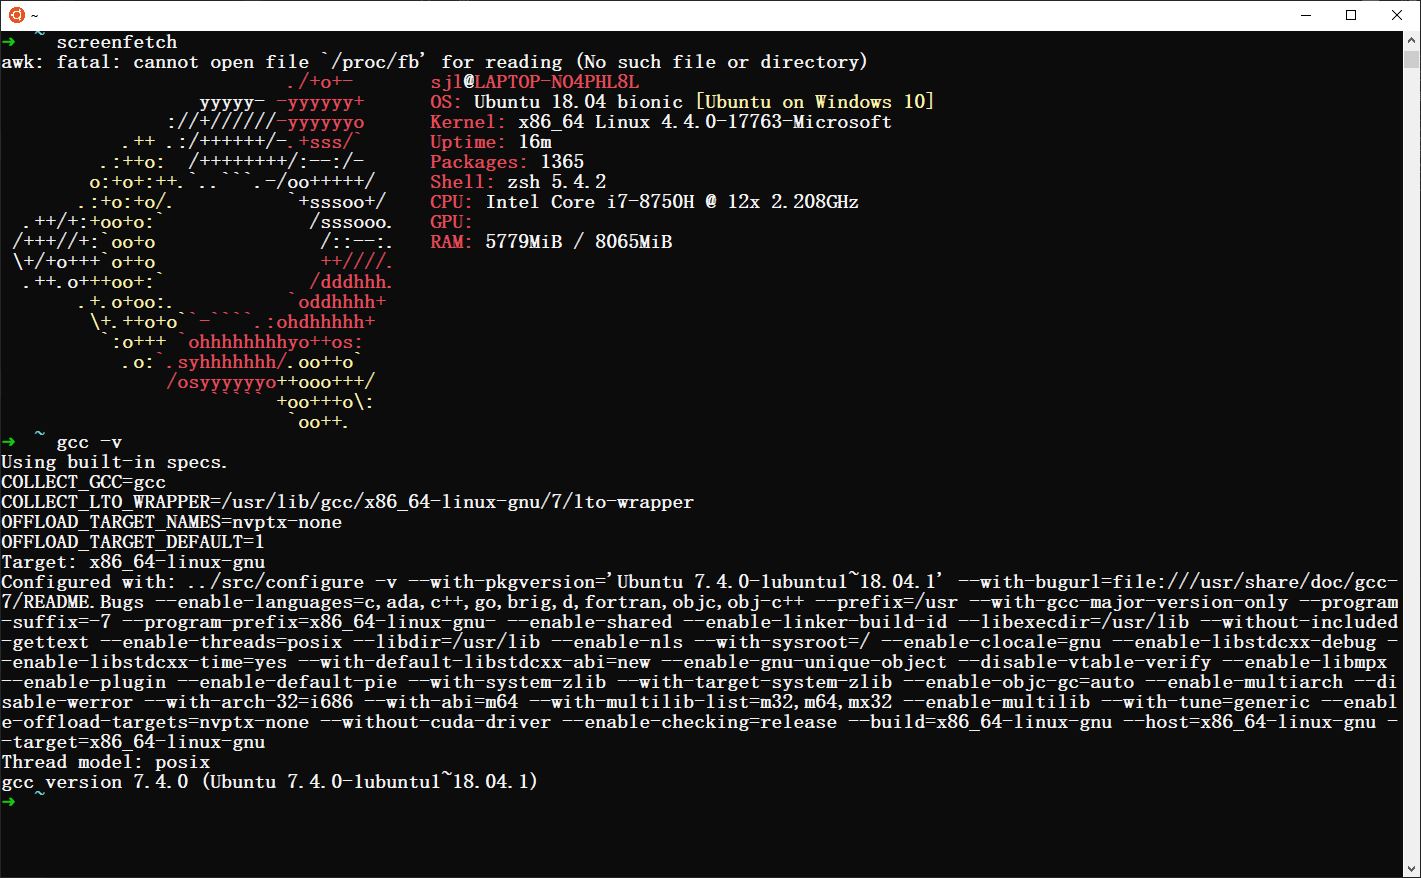 ~
➜  ~ screenfetch
awk: fatal: cannot open file `/proc/fb' for reading (No such file or directory)
                          ./+o+-       sjl@LAPTOP-NO4PHL8L
                  yyyyy- -yyyyyy+      OS: Ubuntu 18.04 bionic [Ubuntu on Windows 10]
               ://+//////-yyyyyyo      Kernel: x86_64 Linux 4.4.0-17763-Microsoft
           .++ .:/++++++/-.+sss/`      Uptime: 16m
         .:++o:  /++++++++/:--:/-      Packages: 1365
        o:+o+:++.`..```.-/oo+++++/     Shell: zsh 5.4.2
       .:+o:+o/.          `+sssoo+/    CPU: Intel Core i7-8750H @ 12x 2.208GHz
  .++/+:+oo+o:`             /sssooo.   GPU:
 /+++//+:`oo+o               /::--:.   RAM: 5779MiB / 8065MiB
 \+/+o+++`o++o               ++////.
  .++.o+++oo+:`             /dddhhh.
       .+.o+oo:.          `oddhhhh+
        \+.++o+o``-````.:ohdhhhhh+
         `:o+++ `ohhhhhhhhyo++os:
           .o:`.syhhhhhhh/.oo++o`
               /osyyyyyyo++ooo+++/
                   ````` +oo+++o\:
                          `oo++.
➜  ~ gcc -v
Using built-in specs.
COLLECT_GCC=gcc
COLLECT_LTO_WRAPPER=/usr/lib/gcc/x86_64-linux-gnu/7/lto-wrapper
OFFLOAD_TARGET_NAMES=nvptx-none
OFFLOAD_TARGET_DEFAULT=1
Target: x86_64-linux-gnu
Configured with: ../src/configure -v --with-pkgversion='Ubuntu 7.4.0-1ubuntu1~18.04.1' --with-bugurl=file:///usr/share/doc/gcc-
7/README.Bugs --enable-languages=c,ada,c++,go,brig,d,fortran,objc,obj-c++ --prefix=/usr --with-gcc-major-version-only --program
-suffix=-7 --program-prefix=x86_64-linux-gnu- --enable-shared --enable-linker-build-id --libexecdir=/usr/lib --without-included
-gettext --enable-threads=posix --libdir=/usr/lib --enable-nls --with-sysroot=/ --enable-clocale=gnu --enable-libstdcxx-debug -
-enable-libstdcxx-time=yes --with-default-libstdcxx-abi=new --enable-gnu-unique-object --disable-vtable-verify --enable-libmpx
--enable-plugin --enable-default-pie --with-system-zlib --with-target-system-zlib --enable-objc-gc=auto --enable-multiarch --di
sable-werror --with-arch-32=i686 --with-abi=m64 --with-multilib-list=m32,m64,mx32 --enable-multilib --with-tune=generic --enabl
e-offload-targets=nvptx-none --without-cuda-driver --enable-checking=release --build=x86_64-linux-gnu --host=x86_64-linux-gnu -
-target=x86_64-linux-gnu
Thread model: posix
gcc version 7.4.0 (Ubuntu 7.4.0-1ubuntu1~18.04.1)
➜  ~